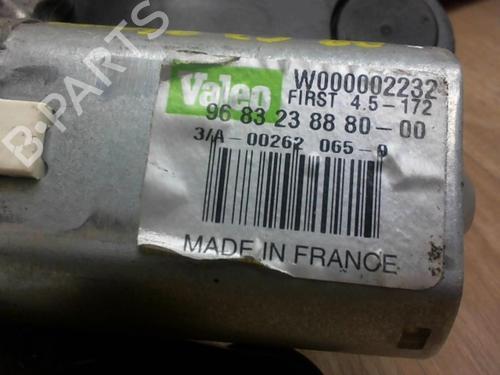 B-PARTS
Valeo
W000002232
FIRST 4.5-172
96 83 23 88 80-00
3/A-00262 065-0
MADE IN FRANCE